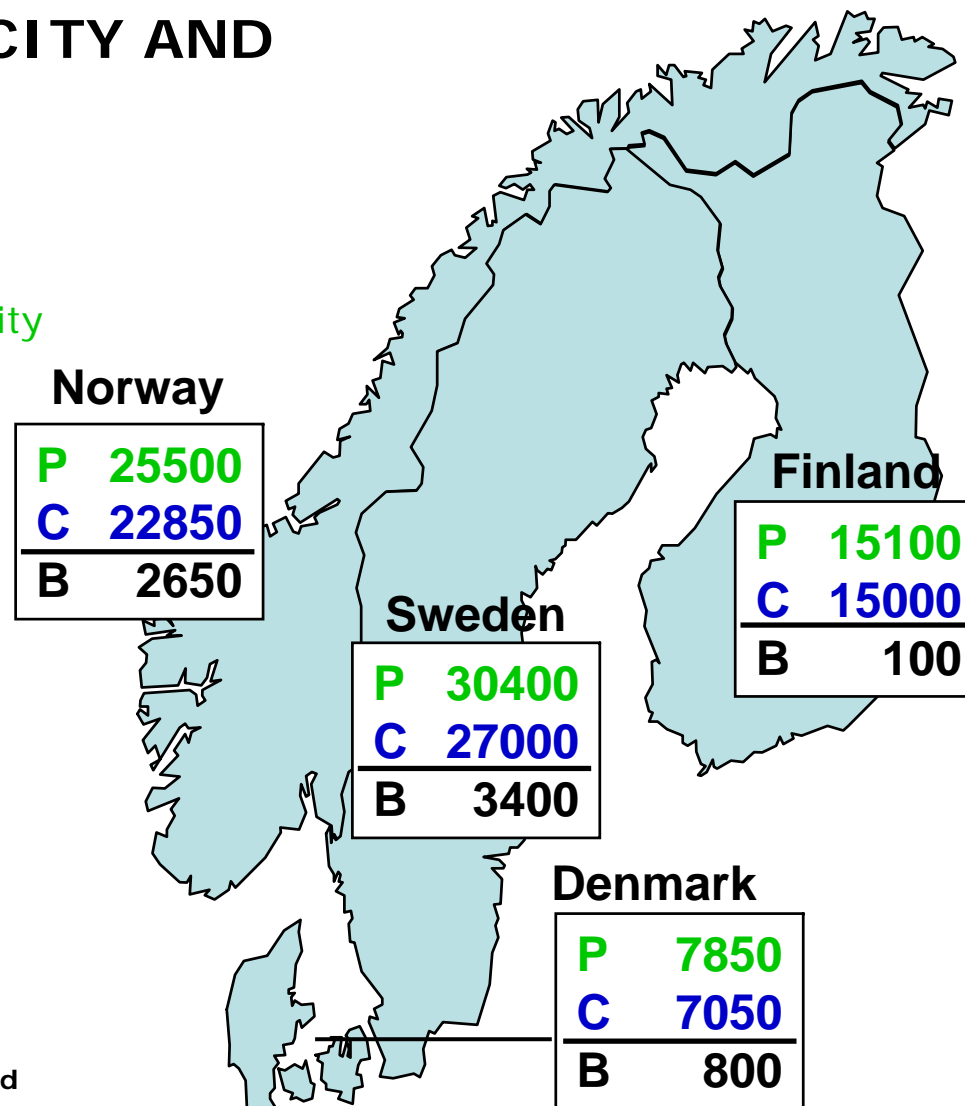 CITY AND
ity
Norway
P 25500
C 22850
B 2650
Finland
P 15100
C 15000
B 100
Sweden
P 30400
C 27000
B 3400
Denmark
P 7850
C 7050
B 800
d